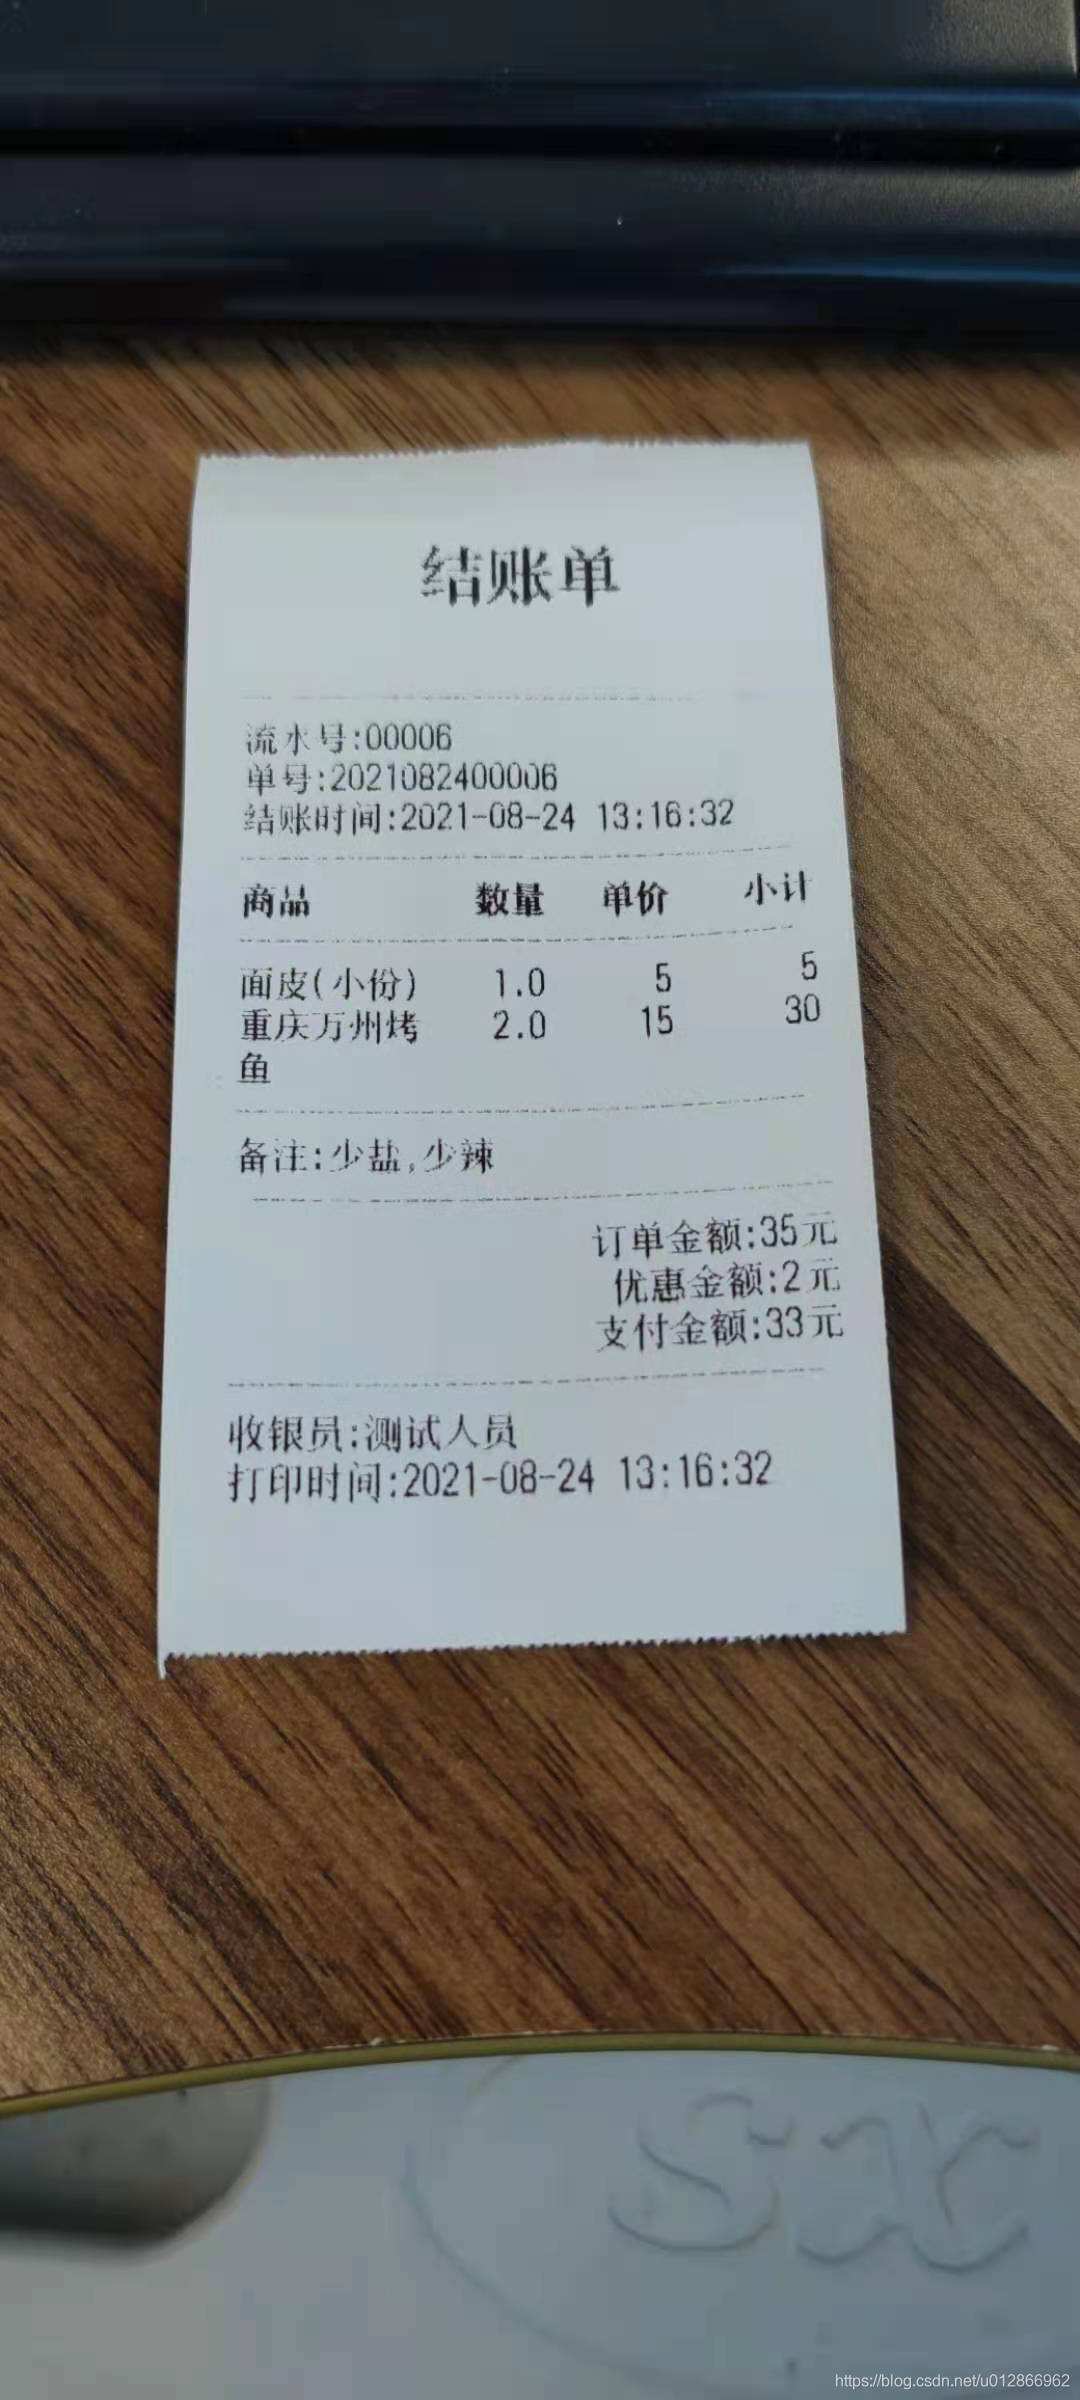 结账单
流水号:00006
单号:2021082400006
结账时间:2021-08-24 13:16:32
商品 数量 单价 小计
面皮(小份) 1.0 5 5
重庆万州烤 2.0 15 30
鱼
备注:少盐,少辣
订单金额:35元
优惠金额:2元
支付金额:33元
收银员:测试人员
打印时间:2021-08-24 13:16:32
https://blog.csdn.net/u012866962